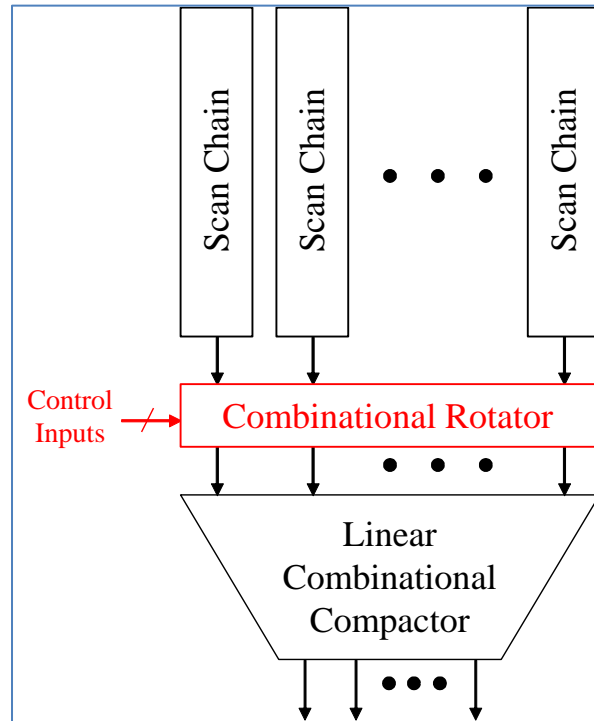 Scan Chain
Scan Chain
Scan Chain
Control
Inputs
Combinational Rotator
Linear
Combinational
Compactor